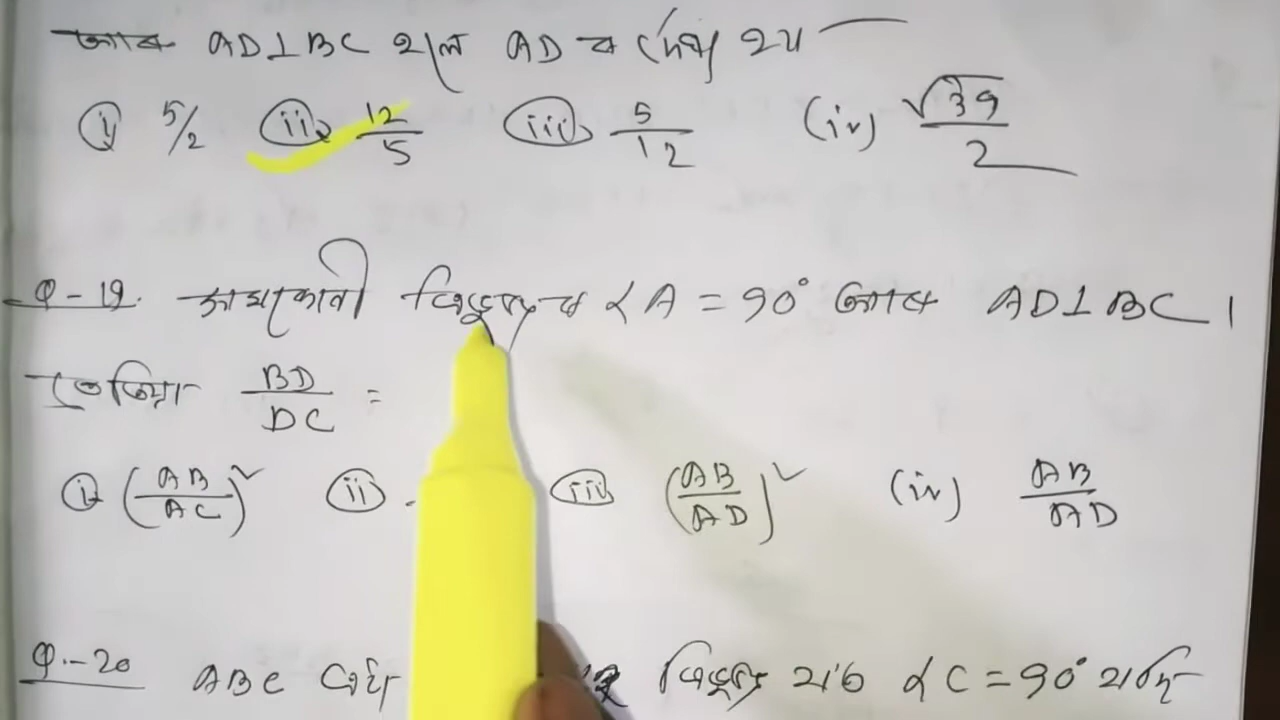 আৰু AD⊥BC হ'লে AD ৰ দৈৰ্ঘ্য হ'ব
(i) 5/2 (ii) 12/5 (iii) 5/12 (iv) √39/2
Q-19. সমকোণী ত্ৰিভুজৰ ∠A = 90° আৰু AD⊥BC।
তেতিয়া BD/DC =
(i) (AB/AC)² (ii) (iii) (AB/AD)² (iv) AB/AD
Q.-20 ABC ত্ৰিভুজ ∠C = 90°